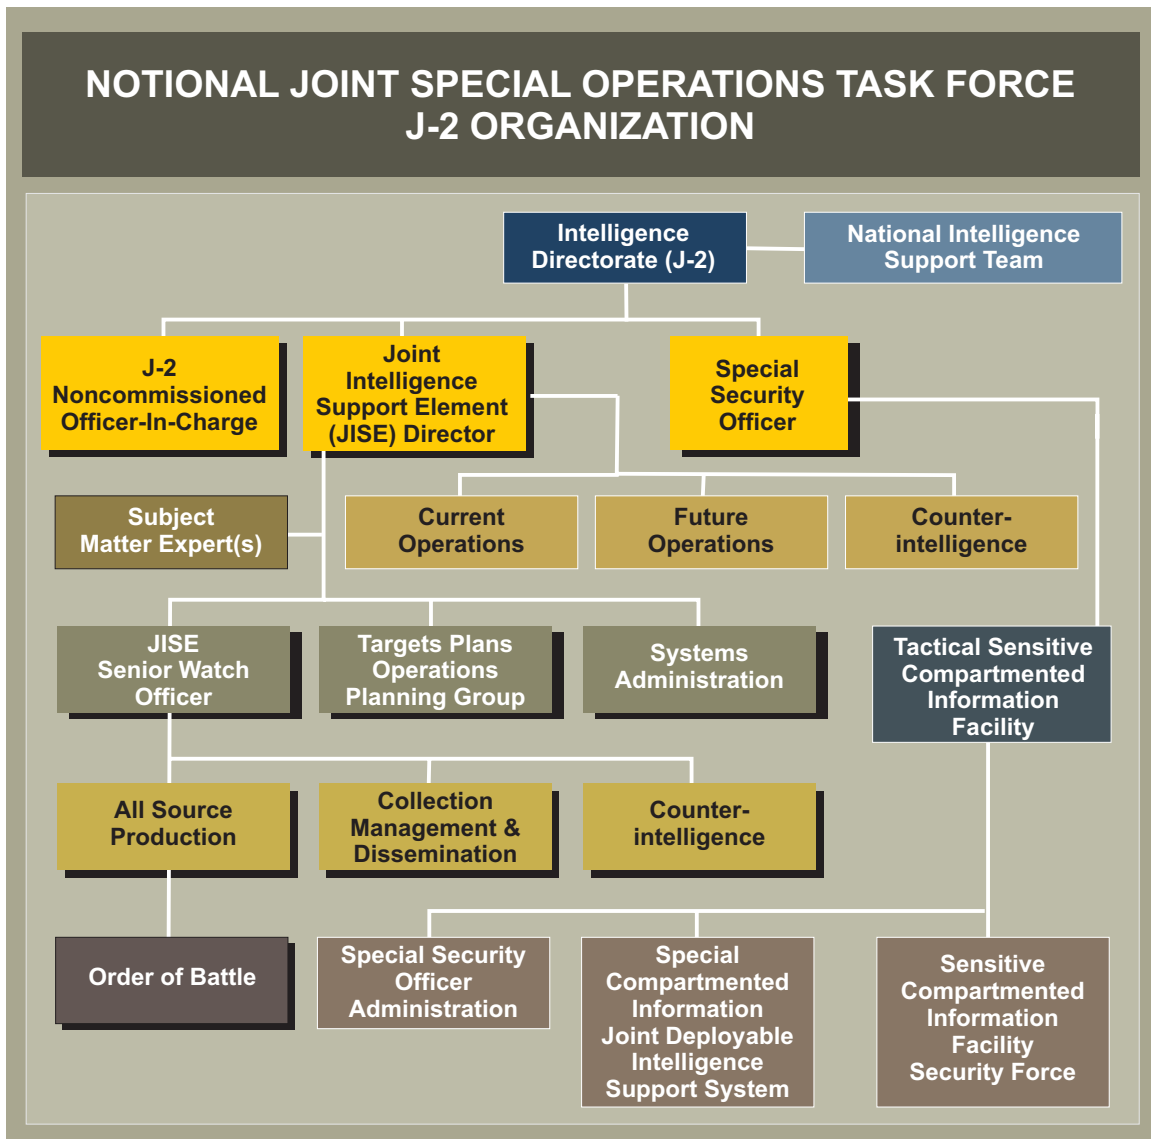 NOTIONAL JOINT SPECIAL OPERATIONS TASK FORCE
J-2 ORGANIZATION
Intelligence
Directorate (J-2)
National Intelligence
Support Team
J-2
Noncommissioned
Officer-In-Charge
Joint
Intelligence
Support Element
(JISE) Director
Special
Security
Officer
Subject
Matter Expert(s)
Current
Operations
Future
Operations
Counter-
intelligence
JISE
Senior Watch
Officer
Targets Plans
Operations
Planning Group
Systems
Administration
Tactical Sensitive
Compartmented
Information
Facility
All Source
Production
Collection
Management &
Dissemination
Counter-
intelligence
Order of Battle
Special Security
Officer
Administration
Special
Compartmented
Information
Joint Deployable
Intelligence
Support System
Sensitive
Compartmented
Information
Facility
Security Force